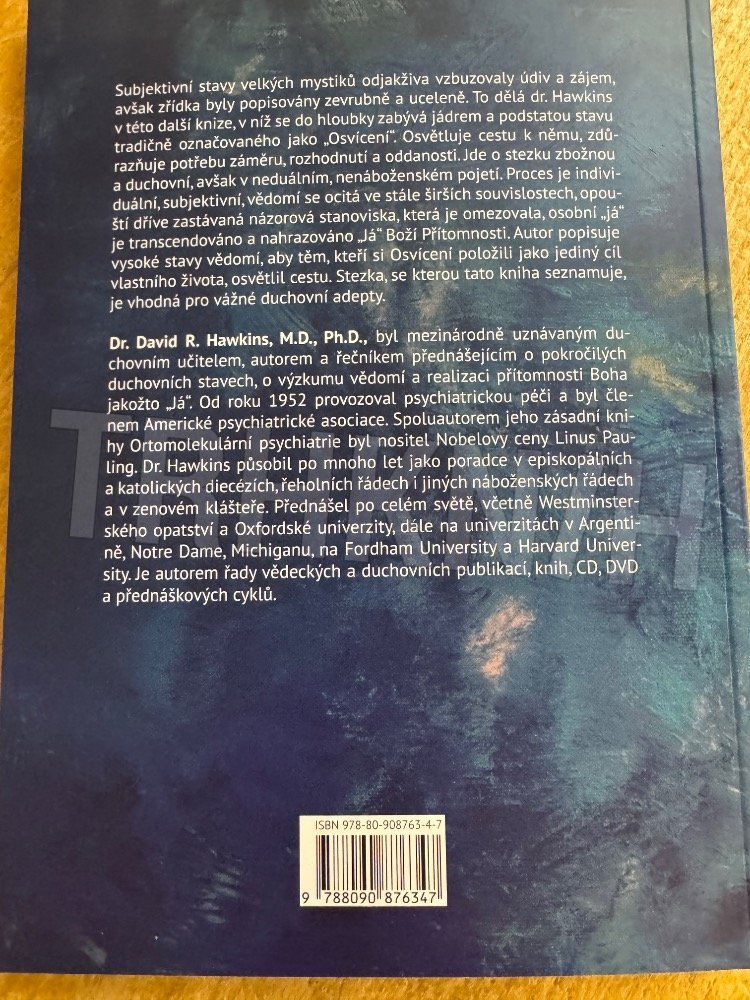 Subjektivní stavy velkých mystiků odjakživa vzbuzovaly údiv a zájem,
avšak zřídka byly popisovány zevrubně a uceleně. To dělá dr. Hawkins
v této další knize, v níž se do hloubky zabývá jádrem a podstatou stavu
tradičně označovaného jako „Osvícení“. Osvětluje cestu k němu, zdů-
razňuje potřebu záměru, rozhodnutí a oddanosti. Jde o stezku zbožnou
a duchovní, avšak v neduálním, nenáboženském pojetí. Proces je indivi-
duální, subjektivní, vědomí se ocitá ve stále širších souvislostech, opou-
ští dříve zastávaná názorová stanoviska, která je omezovala, osobní „já“
je transcendováno a nahrazováno „Já“ Boží Přítomnosti. Autor popisuje
vysoké stavy vědomí, aby těm, kteří si Osvícení položili jako jediný cíl
vlastního života, osvětlil cestu. Stezka, se kterou tato kniha seznamuje,
je vhodná pro vážné duchovní adepty.
Dr. David R. Hawkins, M.D., Ph.D., byl mezinárodně uznávaným du-
chovním učitelem, autorem a řečníkem přednášejícím o pokročilých
duchovních stavech, o výzkumu vědomí a realizaci přítomnosti Boha
jakožto „Já“. Od roku 1952 provozoval psychiatrickou péči a byl čle-
nem Americké psychiatrické asociace. Spoluautorem jeho zásadní kni-
hy Ortomolekulární psychiatrie byl nositel Nobelovy ceny Linus Pau-
ling. Dr. Hawkins působil po mnoho let jako poradce v episkopálních
a katolických diecézích, řeholních řádech i jiných náboženských řádech
a v zenovém klášteře. Přednášel po celém světě, včetně Westminster-
ského opatství a Oxfordské univerzity, dále na univerzitách v Argenti-
ně, Notre Dame, Michiganu, na Fordham University a Harvard Univer-
sity. Je autorem řady vědeckých a duchovních publikací, knih, CD, DVD
a přednáškových cyklů.
ISBN 978-80-908763-4-7
9 788090 876347